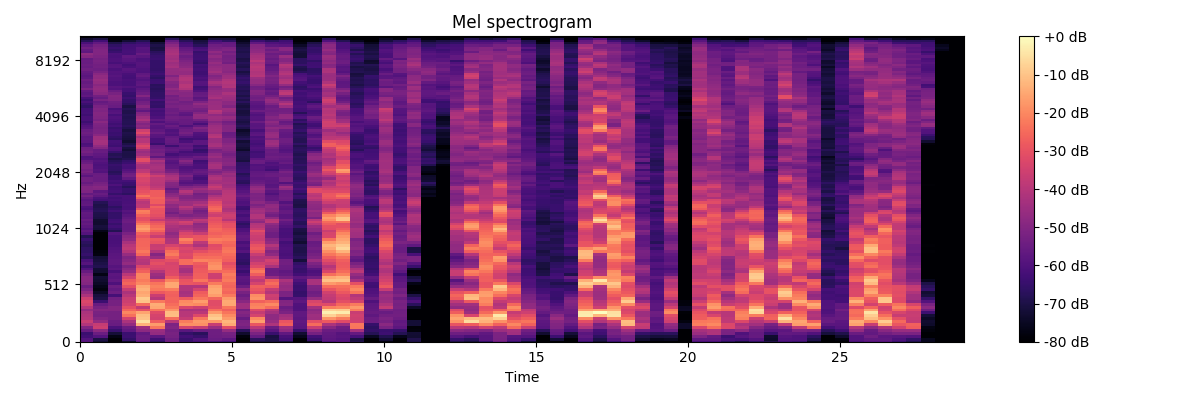 Mel spectrogram
Hz
8192
4096
2048
1024
512
0
0 5 10 15 20 25
Time
+0 dB
-10 dB
-20 dB
-30 dB
-40 dB
-50 dB
-60 dB
-70 dB
-80 dB